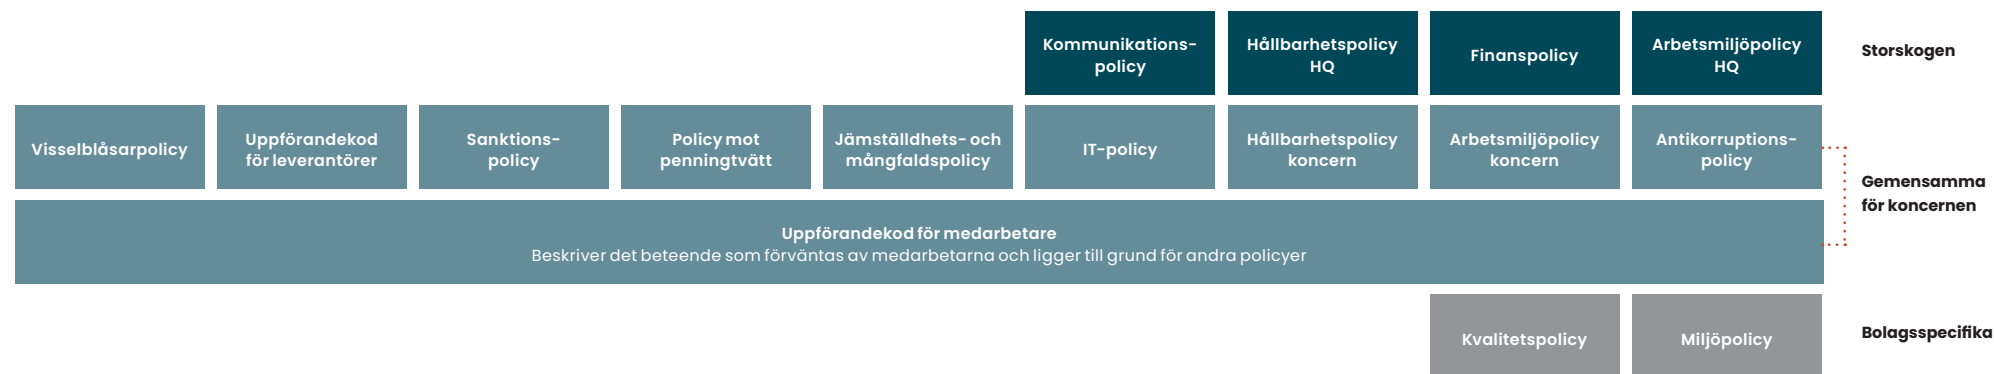 Kommunikations-
policy
Hållbarhetspolicy
HQ
Finanspolicy
Arbetsmiljöpolicy
HQ
Storskogen
Visselblåsarpolicy
Uppförandekod
för leverantörer
Sanktions-
policy
Policy mot
penningtvätt
Jämställdhets- och
mångfaldspolicy
IT-policy
Hållbarhetspolicy
koncern
Arbetsmiljöpolicy
koncern
Antikorruptions-
policy
Gemensamma
för koncernen
Uppförandekod för medarbetare
Beskriver det beteende som förväntas av medarbetarna och ligger till grund för andra policyer
Kvalitetspolicy
Miljöpolicy
Bolagsspecifika